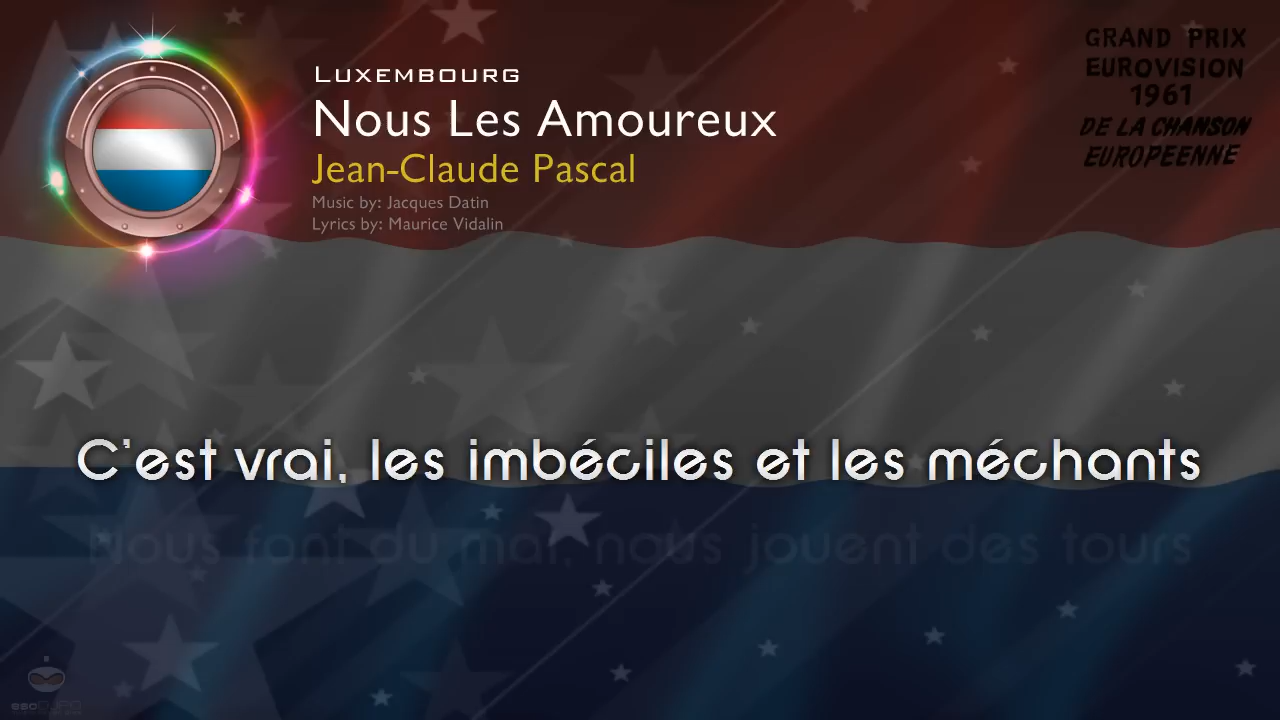 Luxembourg
Nous Les Amoureux
Jean-Claude Pascal
Music by: Jacques Datin
Lyrics by: Maurice Vidalin
GRAND PRIX
EUROVISION
1961
DE LA CHANSON
EUROPEENNE
C'est vrai, les imbéciles et les méchants
Nous font du mal, nous jouent des tours